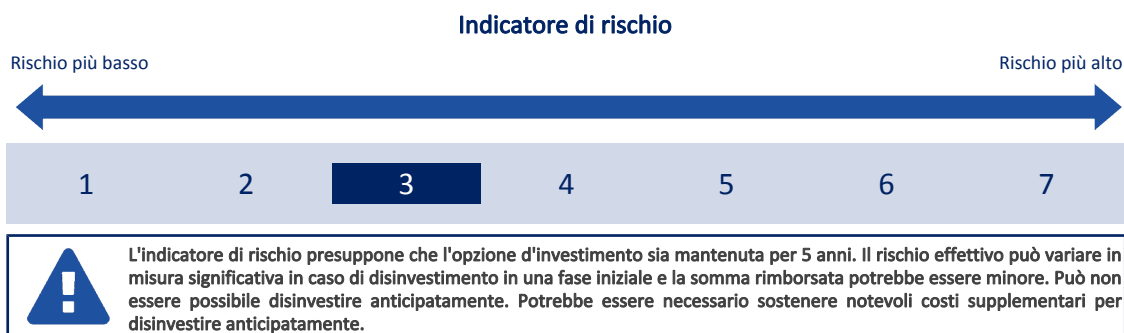 Indicatore di rischio
Rischio più basso
Rischio più alto
1 2 3 4 5 6 7
L'indicatore di rischio presuppone che l'opzione d'investimento sia mantenuta per 5 anni. Il rischio effettivo può variare in
misura significativa in caso di disinvestimento in una fase iniziale e la somma rimborsata potrebbe essere minore. Può non
essere possibile disinvestire anticipatamente. Potrebbe essere necessario sostenere notevoli costi supplementari per
disinvestire anticipatamente.